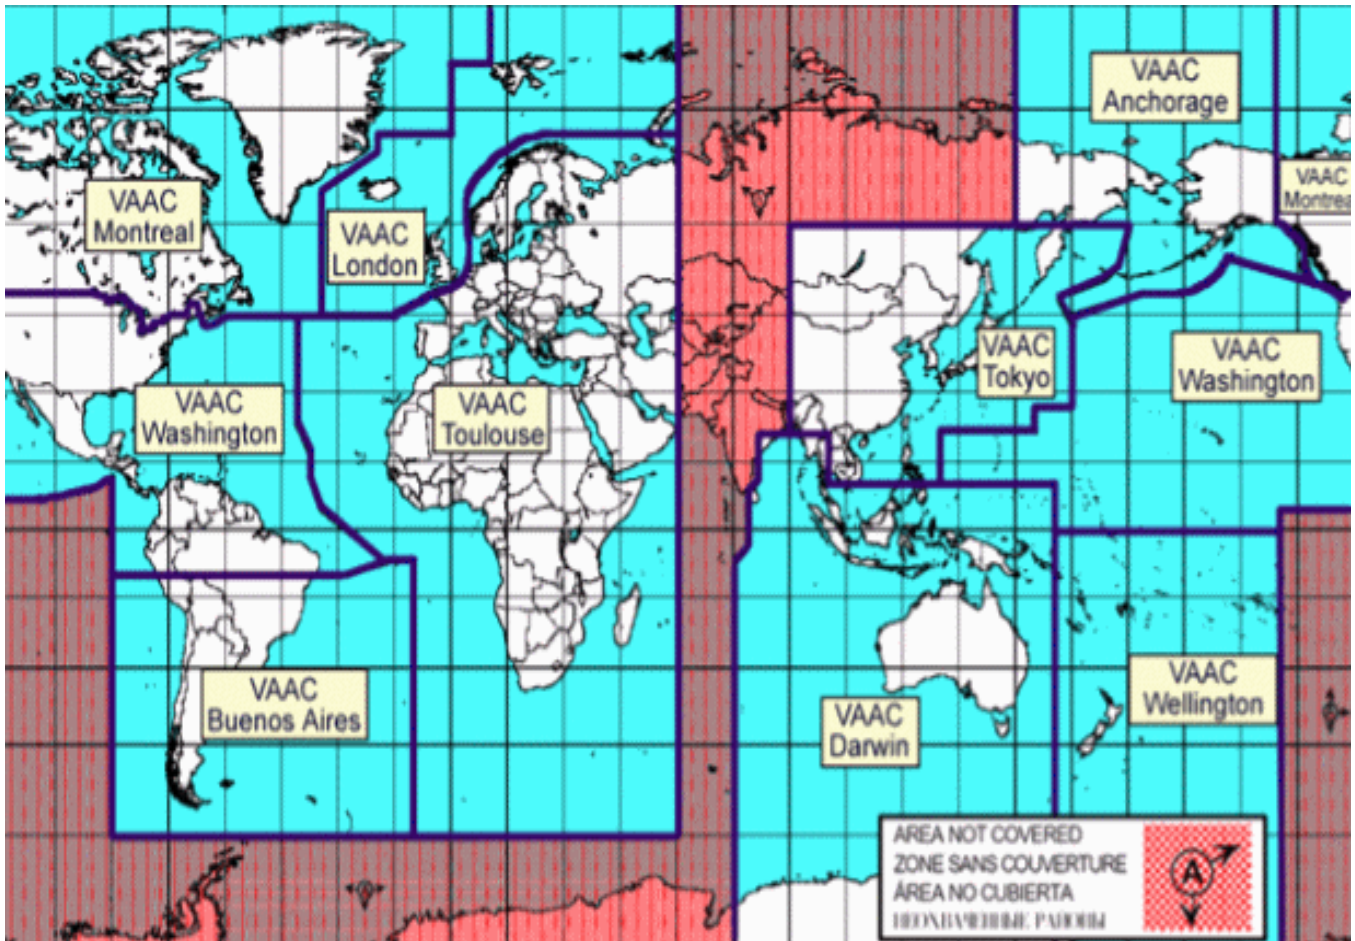 VAAC
Anchorage
VAAC
Montreal
VAAC
London
VAAC
Montrea
VAAC
Tokyo
VAAC
Washington
VAAC
Washington
VAAC
Toulouse
VAAC
Buenos Aires
VAAC
Darwin
VAAC
Wellington
AREA NOT COVERED
ZONE SANS COUVERTURE
ÁREA NO CUBIERTA
A